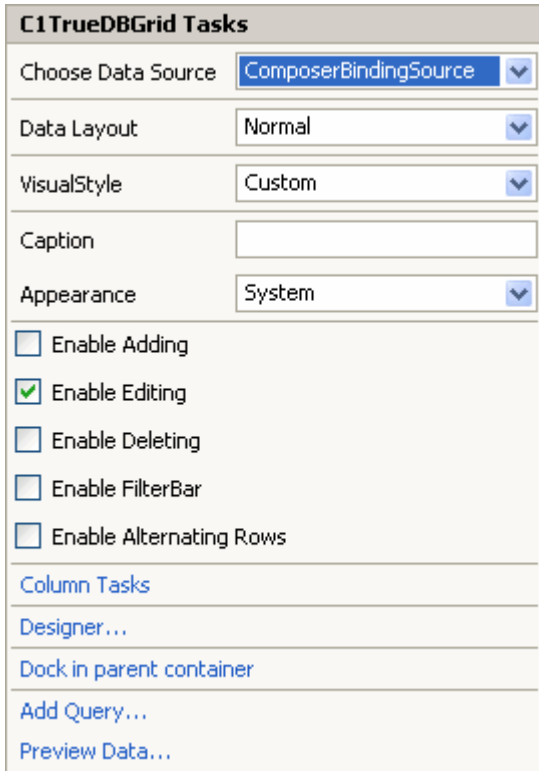 C1TrueDBGrid Tasks
Choose Data Source ComposerBindingSource
Data Layout Normal
VisualStyle Custom
Caption
Appearance System
Enable Adding
Enable Editing
Enable Deleting
Enable FilterBar
Enable Alternating Rows
Column Tasks
Designer...
Dock in parent container
Add Query...
Preview Data...